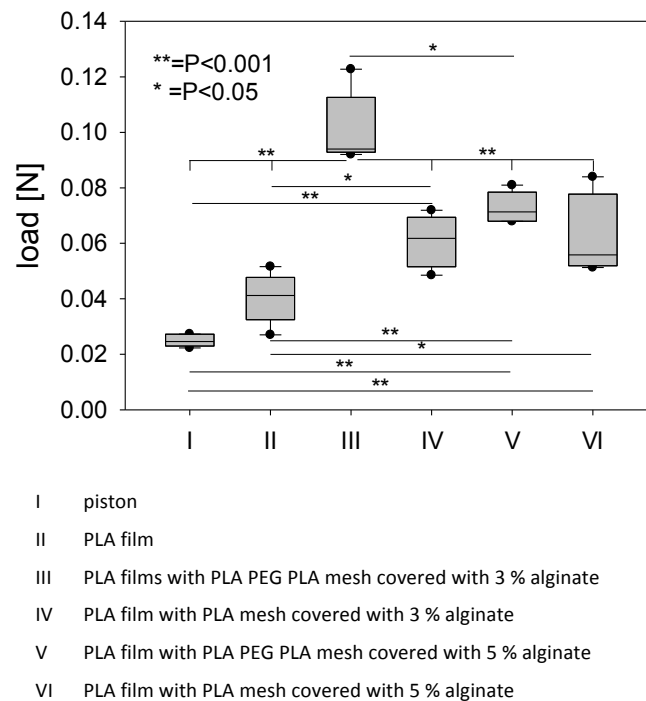 0.14
0.12
0.10
0.08
0.06
0.04
0.02
0.00
load [N]
**=P<0.001
* =P<0.05
*
**
**
*
**
**
*
**
**
I II III IV V VI
I piston
II PLA film
III PLA films with PLA PEG PLA mesh covered with 3 % alginate
IV PLA film with PLA mesh covered with 3 % alginate
V PLA film with PLA PEG PLA mesh covered with 5 % alginate
VI PLA film with PLA mesh covered with 5 % alginate